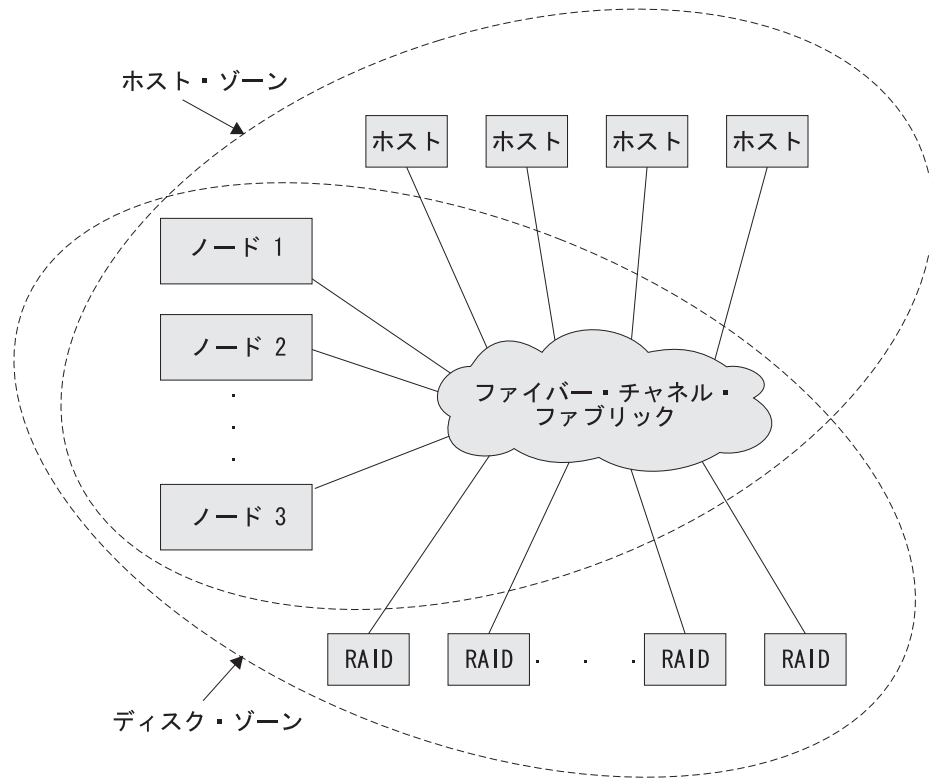 ホスト・ゾーン
ホスト
ホスト
ホスト
ホスト
ノード 1
ノード 2
ファイバー・チャネル・
ファブリック
ノード 3
RAID
RAID
RAID
RAID
ディスク・ゾーン